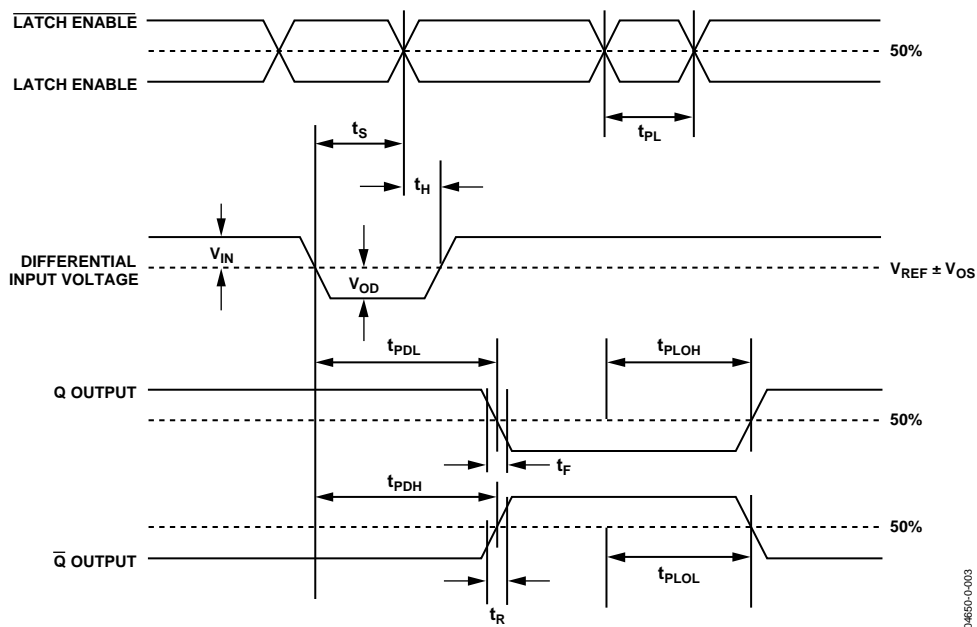 LATCH ENABLE
50%
LATCH ENABLE
tS
tPL
tH
VIN
DIFFERENTIAL
INPUT VOLTAGE
VREF ± VOS
VOD
tPDL
tPLOH
Q OUTPUT
50%
tF
tPDH
50%
Q̅ OUTPUT
tPLOL
tR
04650-0-003